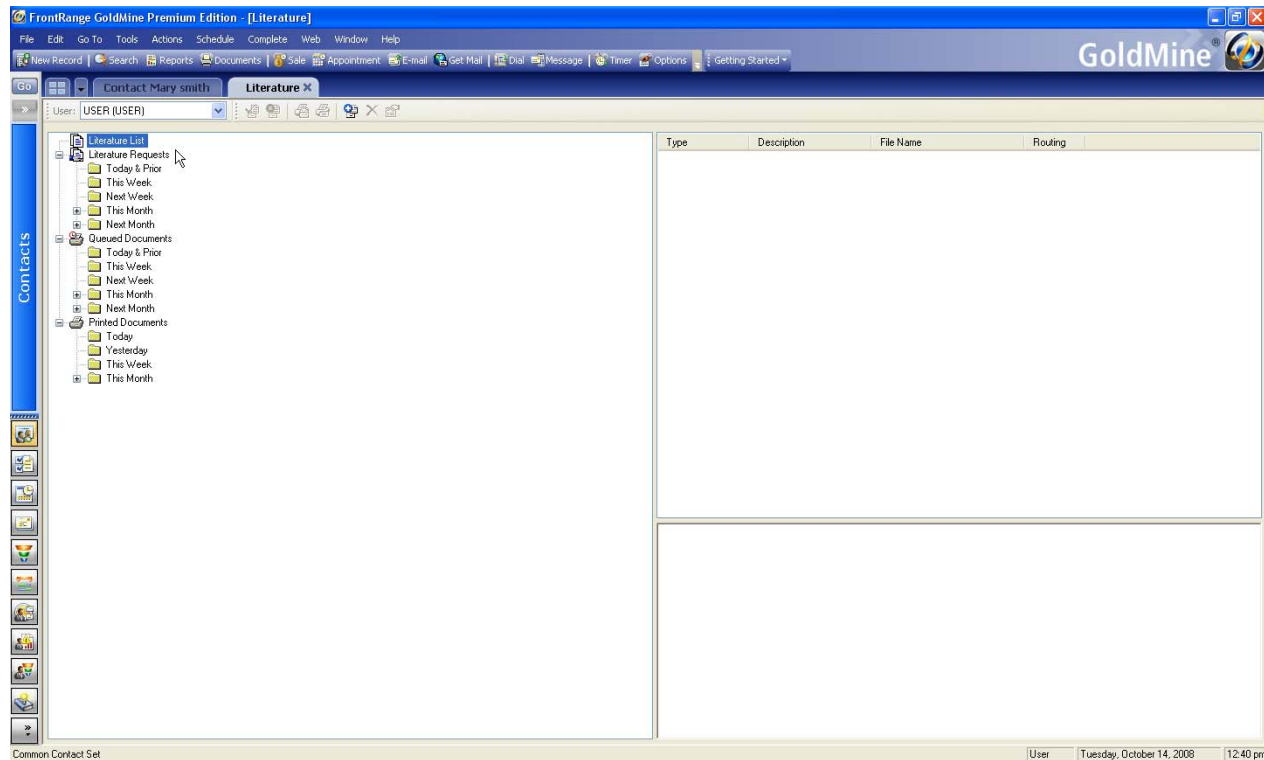 FrontRange GoldMine Premium Edition - [Literature]
File Edit Go To Tools Actions Schedule Complete Web Window Help
New Record Search Reports Documents Sale Appointment E-mail Get Mail Dial Message Timer Options Getting Started
GoldMine®
Go Contact Mary smith Literature
User: USER (USER)
Literature List
Literature Requests
Today & Prior
This Week
Next Week
This Month
Next Month
Queued Documents
Today & Prior
This Week
Next Week
This Month
Next Month
Printed Documents
Today
Yesterday
This Week
This Month
Type Description File Name Routing
Contacts
Common Contact Set User Tuesday, October 14, 2008 12:40 pm